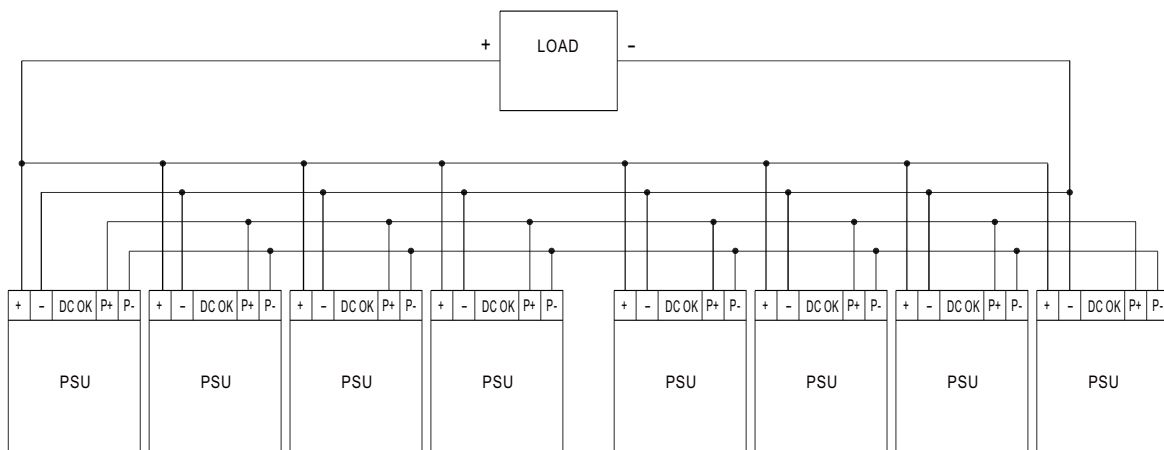 + LOAD −
+ − DC OK P+ P- + − DC OK P+ P- + − DC OK P+ P- + − DC OK P+ P- + − DC OK P+ P- + − DC OK P+ P- + − DC OK P+ P- + − DC OK P+ P-
PSU PSU PSU PSU PSU PSU PSU PSU